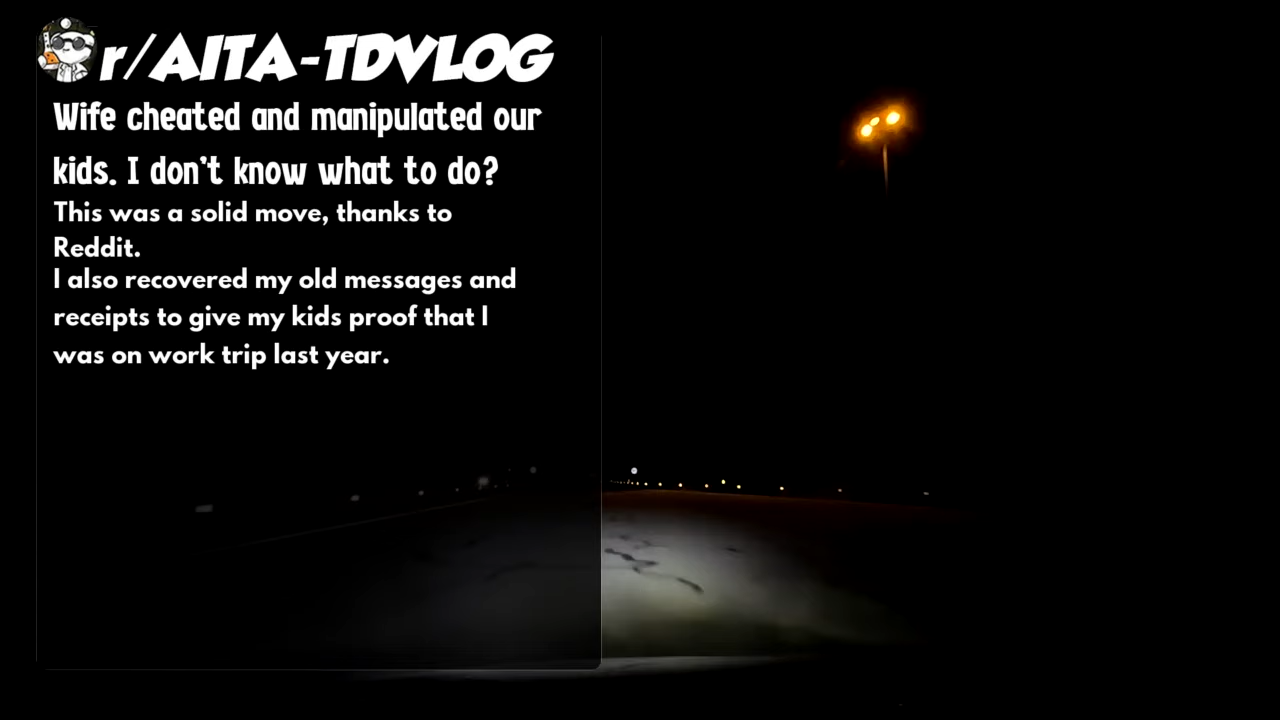 r/AITA-TDVLOG
Wife cheated and manipulated our
kids. I don't know what to do?
This was a solid move, thanks to
Reddit.
I also recovered my old messages and
receipts to give my kids proof that I
was on work trip last year.